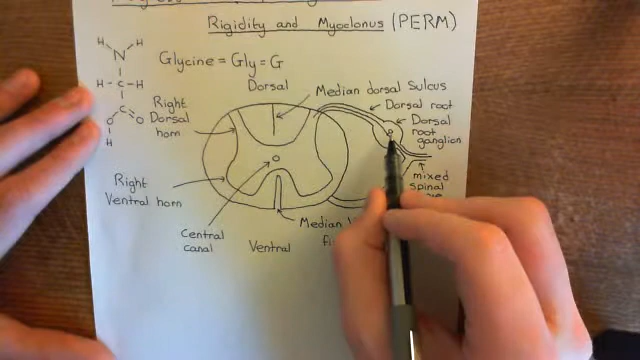 Rigidity and Myoclonus (PERM)
H H
N
H-C-H
C
O O
H
Glycine = Gly = G
Dorsal
Median dorsal Sulcus
Dorsal root
Dorsal
root
ganglion
Right
Dorsal
horn
Right
Ventral horn
mixed
spinal
Central
canal
Ventral
Median